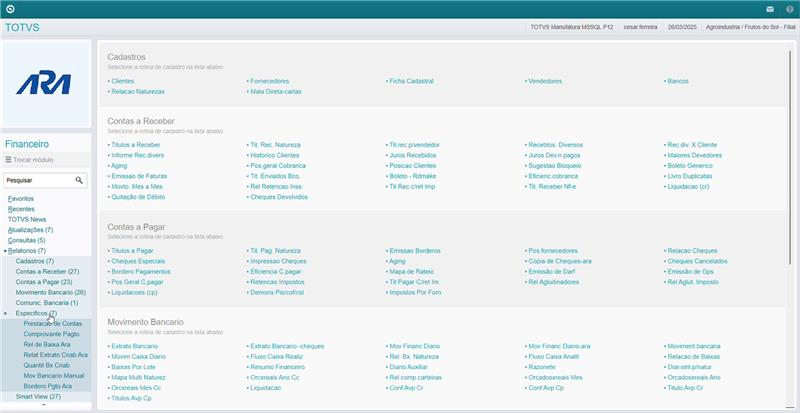 TOTVS
TOTVS Manufatura MSSQL P12 cesar.ferreira 26/03/2025 Agroindustria / Frutos do Sol - Filial
ARA
Financeiro
Trocar módulo
Pesquisar
Favoritos
Recentes
TOTVS News
Atualizações (7)
Consultas (5)
Relatorios (7)
Cadastros (7)
Contas a Receber (27)
Contas a Pagar (23)
Movimento Bancario (26)
Comunic. Bancaria (1)
Especificos (7)
Prestacao de Contas
Comprovante Pagto
Rel de Baixa Ara
Relat Extrato Cnab Ara
Quantit Bx Cnab
Mov Bancario Manual
Bordero Pgto Ara
Smart View (27)
Cadastros
Selecione a rotina de cadastro na lista abaixo
• Clientes • Fornecedores • Ficha Cadastral • Vendedores • Bancos
• Relacao Naturezas • Mala Direta-cartas
Contas a Receber
Selecione a rotina de cadastro na lista abaixo
• Titulos a Receber • Tit. Rec. Natureza • Tit.rec.p/vendedor • Recebtos. Diversos • Rec.div. X Cliente
• Informe Rec.divers • Historico Clientes • Juros Recebidos • Juros Dev.n.pagos • Maiores Devedores
• Aging • Pos.geral Cobranca • Posicao Clientes • Sugestao Bloqueio • Boleto Generico
• Emissao de Faturas • Tit. Enviados Bco. • Boleto - Rdmake • Eficienc.cobranca • Livro Duplicatas
• Movto. Mes a Mes • Rel Retencao Inss • Tit Rec c/ret Imp • Tit. Receber Nf-e • Liquidacao (cr)
• Quitação de Débito • Cheques Devolvidos
Contas a Pagar
Selecione a rotina de cadastro na lista abaixo
• Titulos a Pagar • Tit. Pag. Natureza • Emissao Borderos • Pos fornecedores • Relacao Cheques
• Cheques Especiais • Impressao Cheques • Aging • Copia de Cheques-ara • Cheques Cancelados
• Bordero Pagamentos • Eficiencia C.pagar • Mapa de Rateio • Emissão de Darf • Emissão de Gps
• Pos.get C.pagar • Retencao Impostos • Tit Pagar C/ret Im • Rel Aglutinadores • Rel Aglut. Imposto
• Liquidacoes (cp) • Demons Pis/cof/csl • Impostos Por Forn
Movimento Bancario
Selecione a rotina de cadastro na lista abaixo
• Extrato Bancario • Extrato Bancario -cheques • Mov Financ Diario • Mov Financ Diario-ara • Moviment.bancaria
• Movim Caixa Diario • Fluxo Caixa Realiz • Rel. Bx. Natureza • Fluxo Caixa Analit • Relacao de Baixas
• Baixas Por Lote • Resumo Financeiro • Diario Auxiliar • Razonete • Diar.sint.p/natur
• Mapa Multi Naturez • Orcxreais Ano Cc • Rel comp carteiras • Orcadosxreais Mes • Orcadosxreais Ano
• Orcxreais Mes Cc • Liquidacao • Conf Avp Cr • Conf Avp Cp • Titulo Avp Cr
• Titulos Avp Cp